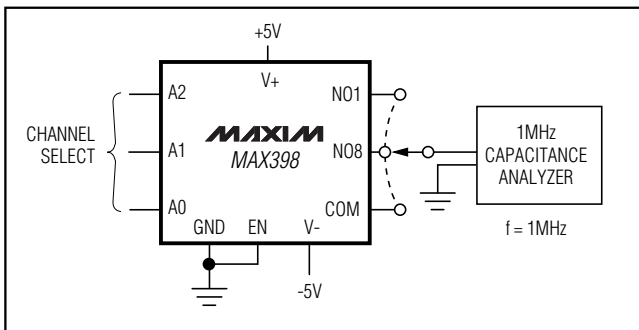 +5V
V+
A2
NO1
CHANNEL
SELECT
A1
MAXIM
MAX398
NO8
1MHz
CAPACITANCE
ANALYZER
A0
COM
GND
EN
V-
f = 1MHz
-5V